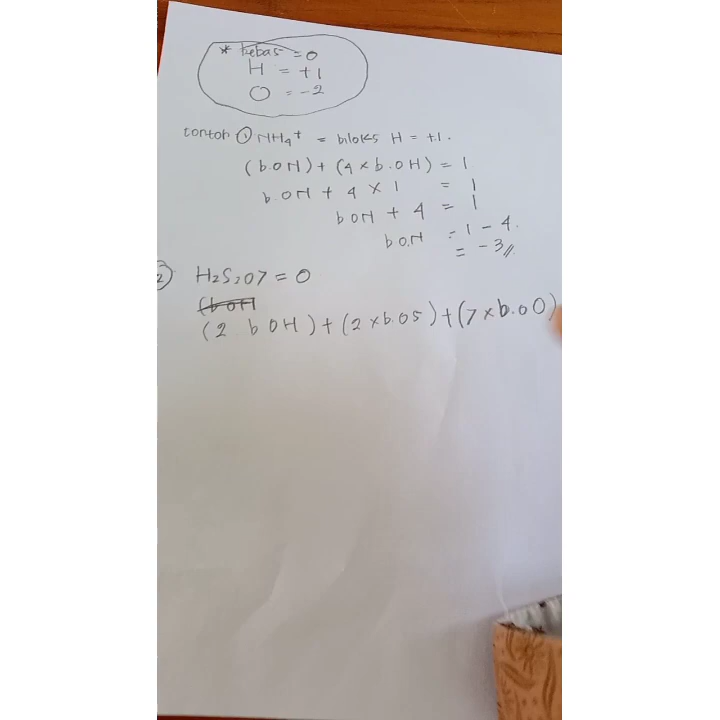 * bebas = 0
H = +1
O = -2
contoh ① NH4+ = biloks H = +1.
(b.o N) + (4 × b.o H) = 1
b.o N + 4 × 1 = 1
b o N + 4 = 1
b o.N = 1 - 4.
= -3 //
2) H2S2O7 = 0
(b o H
(2 b o H) + (2 × b.o S) + (7 × b.o O)